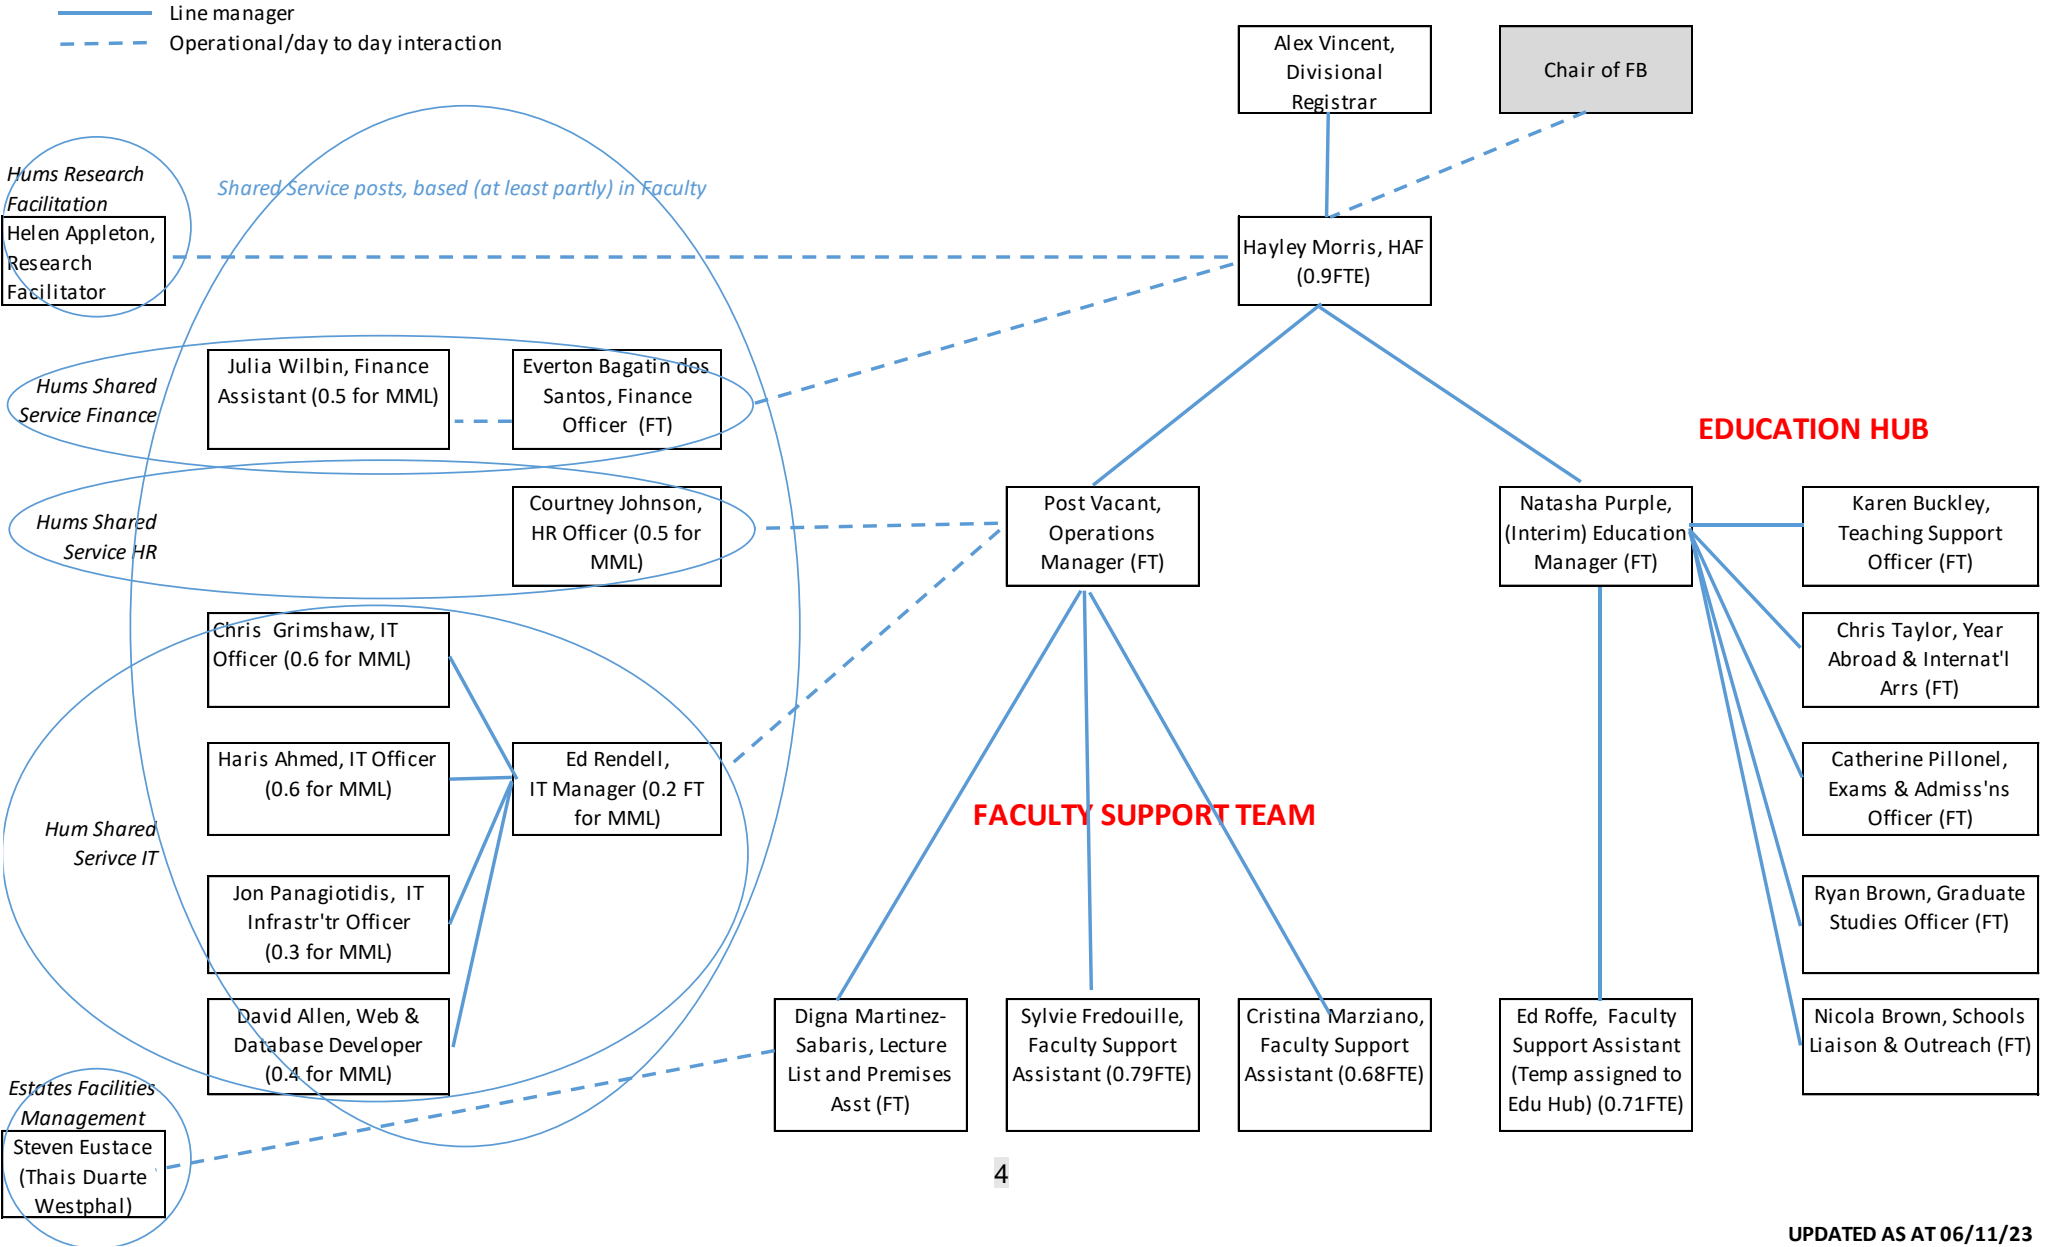 Line manager
Operational/day to day interaction
Alex Vincent,
Divisional
Registrar
Chair of FB
Hums Research
Facilitation
Helen Appleton,
Research
Facilitator
Shared Service posts, based (at least partly) in Faculty
Hayley Morris, HAF
(0.9FTE)
Hums Shared
Service Finance
Julia Wilbin, Finance
Assistant (0.5 for MML)
Everton Bagatin dos
Santos, Finance
Officer (FT)
EDUCATION HUB
Hums Shared
Service HR
Courtney Johnson,
HR Officer (0.5 for
MML)
Post Vacant,
Operations
Manager (FT)
Natasha Purple,
(Interim) Education
Manager (FT)
Karen Buckley,
Teaching Support
Officer (FT)
Chris Grimshaw, IT
Officer (0.6 for MML)
Chris Taylor, Year
Abroad & Internat'l
Arrs (FT)
Haris Ahmed, IT Officer
(0.6 for MML)
Ed Rendell,
IT Manager (0.2 FT
for MML)
Catherine Pillonel,
Exams & Admiss'ns
Officer (FT)
FACULTY SUPPORT TEAM
Hum Shared
Serivce IT
Jon Panagiotidis, IT
Infrastr'tr Officer
(0.3 for MML)
Ryan Brown, Graduate
Studies Officer (FT)
David Allen, Web &
Database Developer
(0.4 for MML)
Digna Martinez-
Sabaris, Lecture
List and Premises
Asst (FT)
Sylvie Fredouille,
Faculty Support
Assistant (0.79FTE)
Cristina Marziano,
Faculty Support
Assistant (0.68FTE)
Ed Roffe, Faculty
Support Assistant
(Temp assigned to
Edu Hub) (0.71FTE)
Nicola Brown, Schools
Liaison & Outreach (FT)
Estates Facilities
Management
Steven Eustace
(Thais Duarte
Westphal)
4
UPDATED AS AT 06/11/23